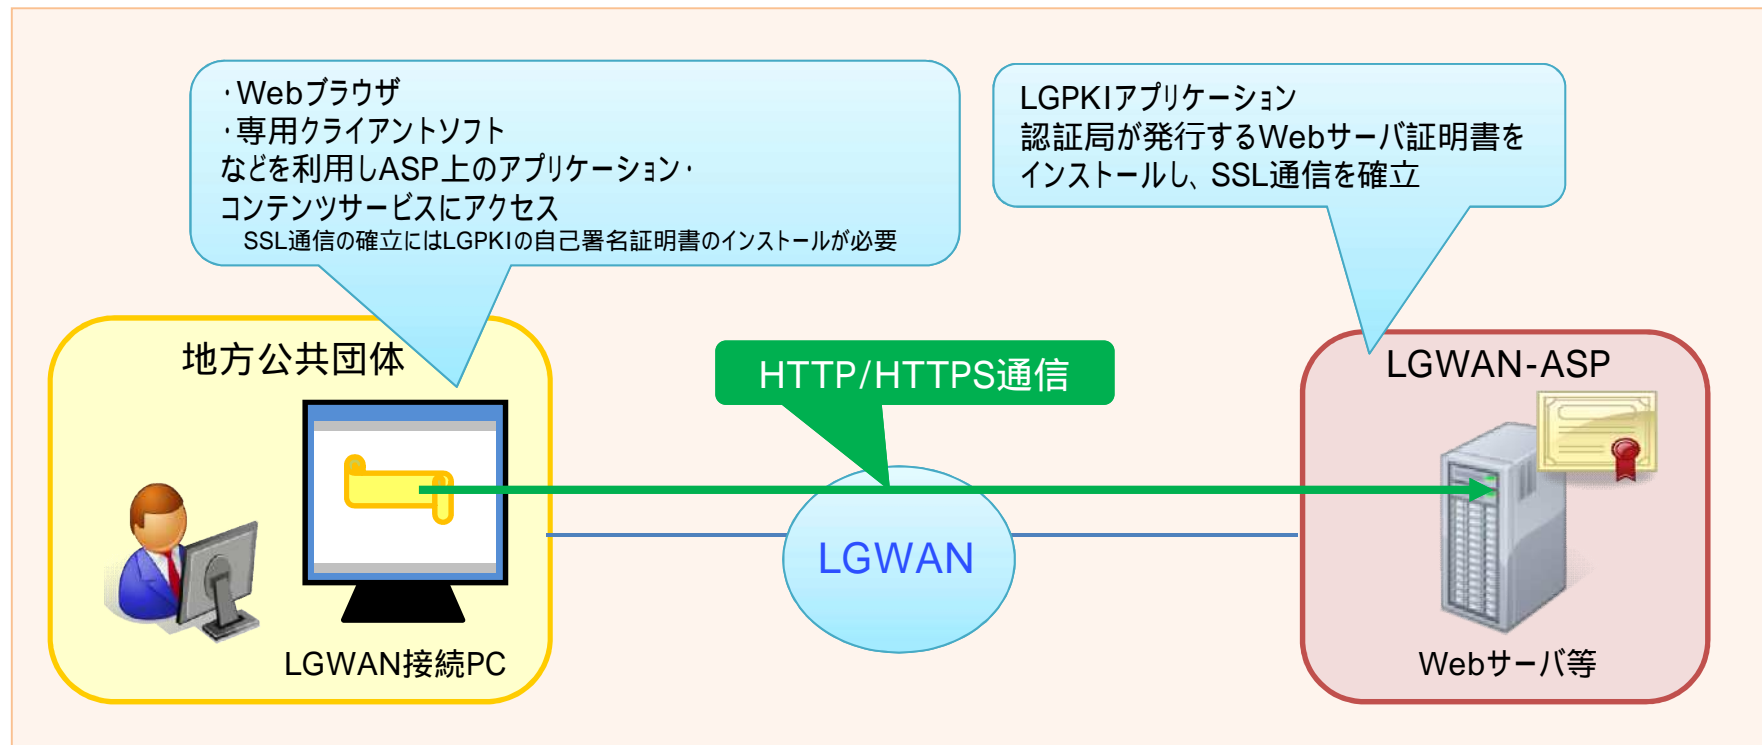 ・Webブラウザ
・専用クライアントソフト
などを利用しASP上のアプリケーション・
コンテンツサービスにアクセス
SSL通信の確立にはLGPKIの自己署名証明書のインストールが必要
LGPKIアプリケーション
認証局が発行するWebサーバ証明書を
インストールし、SSL通信を確立
地方公共団体
HTTP/HTTPS通信
LGWAN-ASP
LGWAN
LGWAN接続PC
Webサーバ等